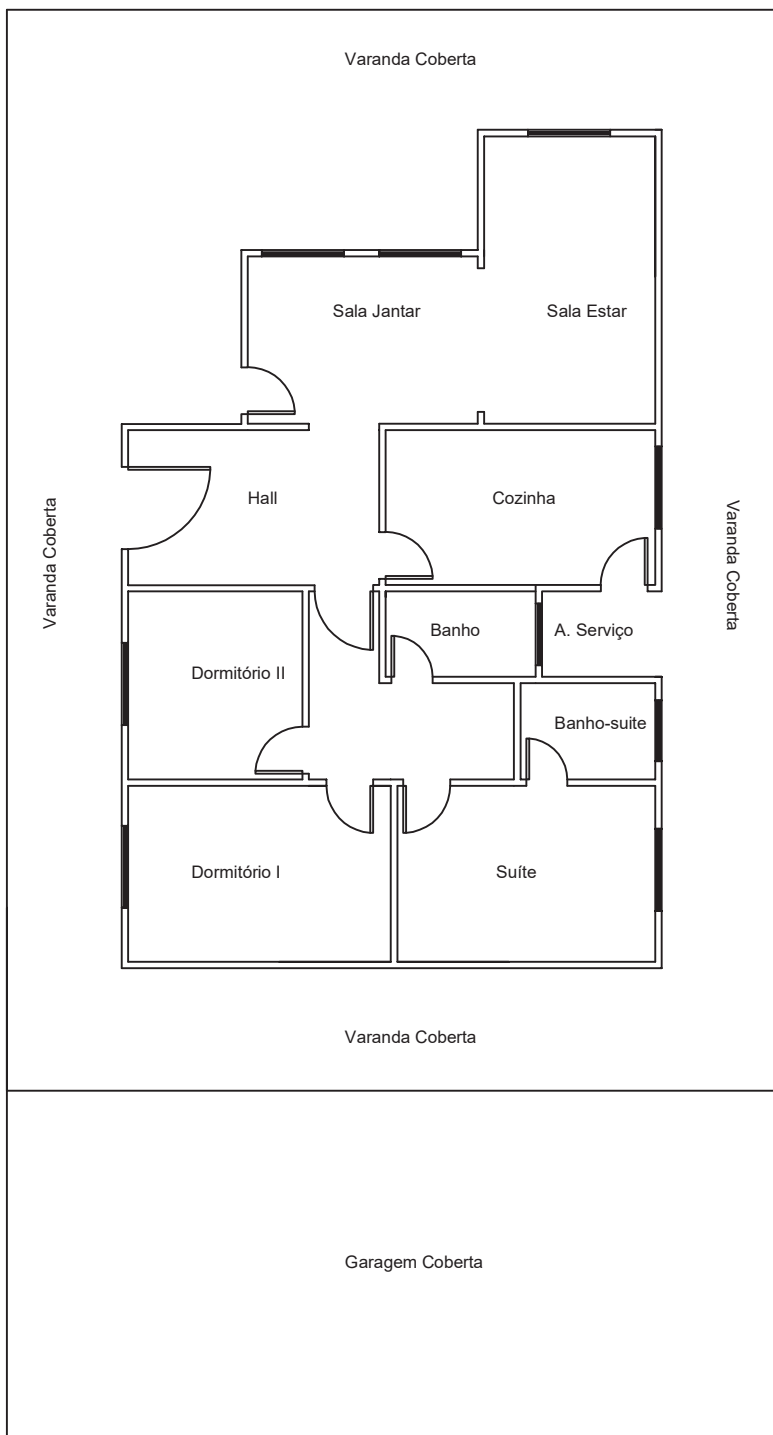 Varanda Coberta
Sala Jantar
Sala Estar
Hall
Cozinha
Varanda Coberta
Varanda Coberta
Banho
A. Serviço
Dormitório II
Banho-suite
Dormitório I
Suíte
Varanda Coberta
Garagem Coberta